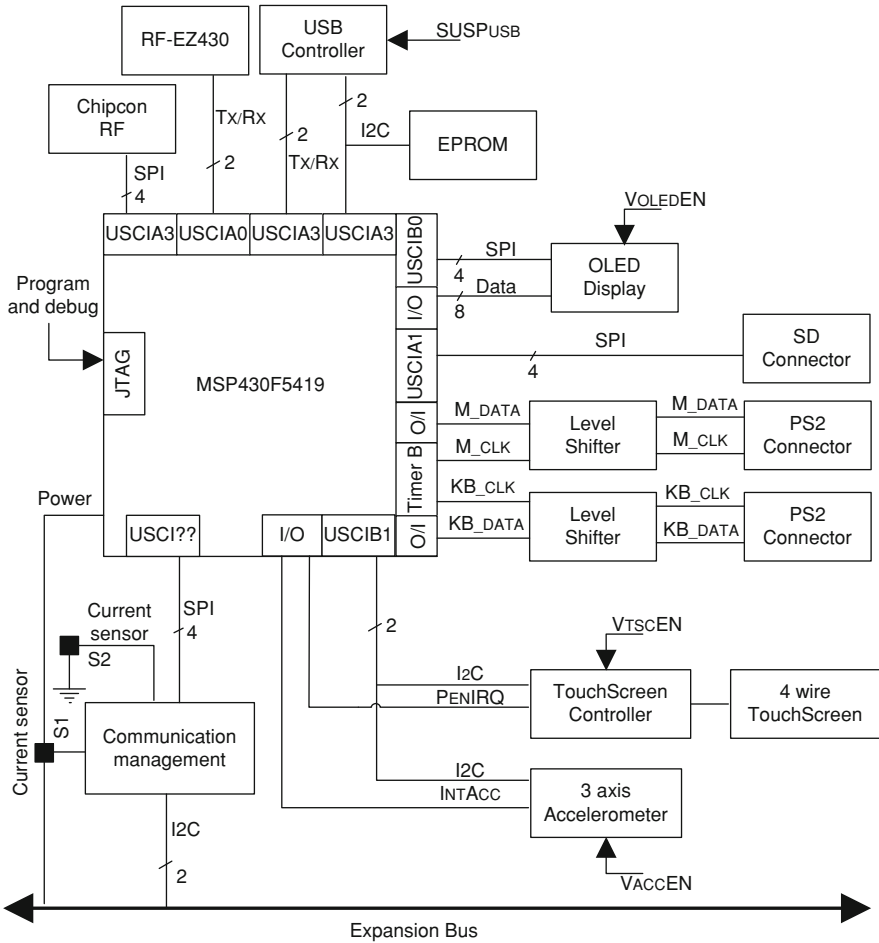 RF-EZ430
USB
Controller
SUSPUSB
Chipcon
RF
TX/RX
2
2
TX/RX
2
I2C
EPROM
SPI
4
USCIA3
USCIA0
USCIA3
USCIA3
USCIB0
SPI
4
Data
8
VOLEDEN
OLED
Display
I/O
Program
and debug
JTAG
MSP430F5419
USCIA1
SPI
4
SD
Connector
O/I
M_DATA
M_CLK
Level
Shifter
M_DATA
M_CLK
PS2
Connector
Timer B
KB_CLK
KB_DATA
Level
Shifter
KB_CLK
KB_DATA
PS2
Connector
O/I
Power
USCI??
I/O
USCIB1
SPI
4
2
Current
sensor
S2
Current sensor
S1
Communication
management
I2C
2
I2C
PENIRQ
VTSCEN
TouchScreen
Controller
4 wire
TouchScreen
I2C
INTACC
3 axis
Accelerometer
VACCEN
Expansion Bus